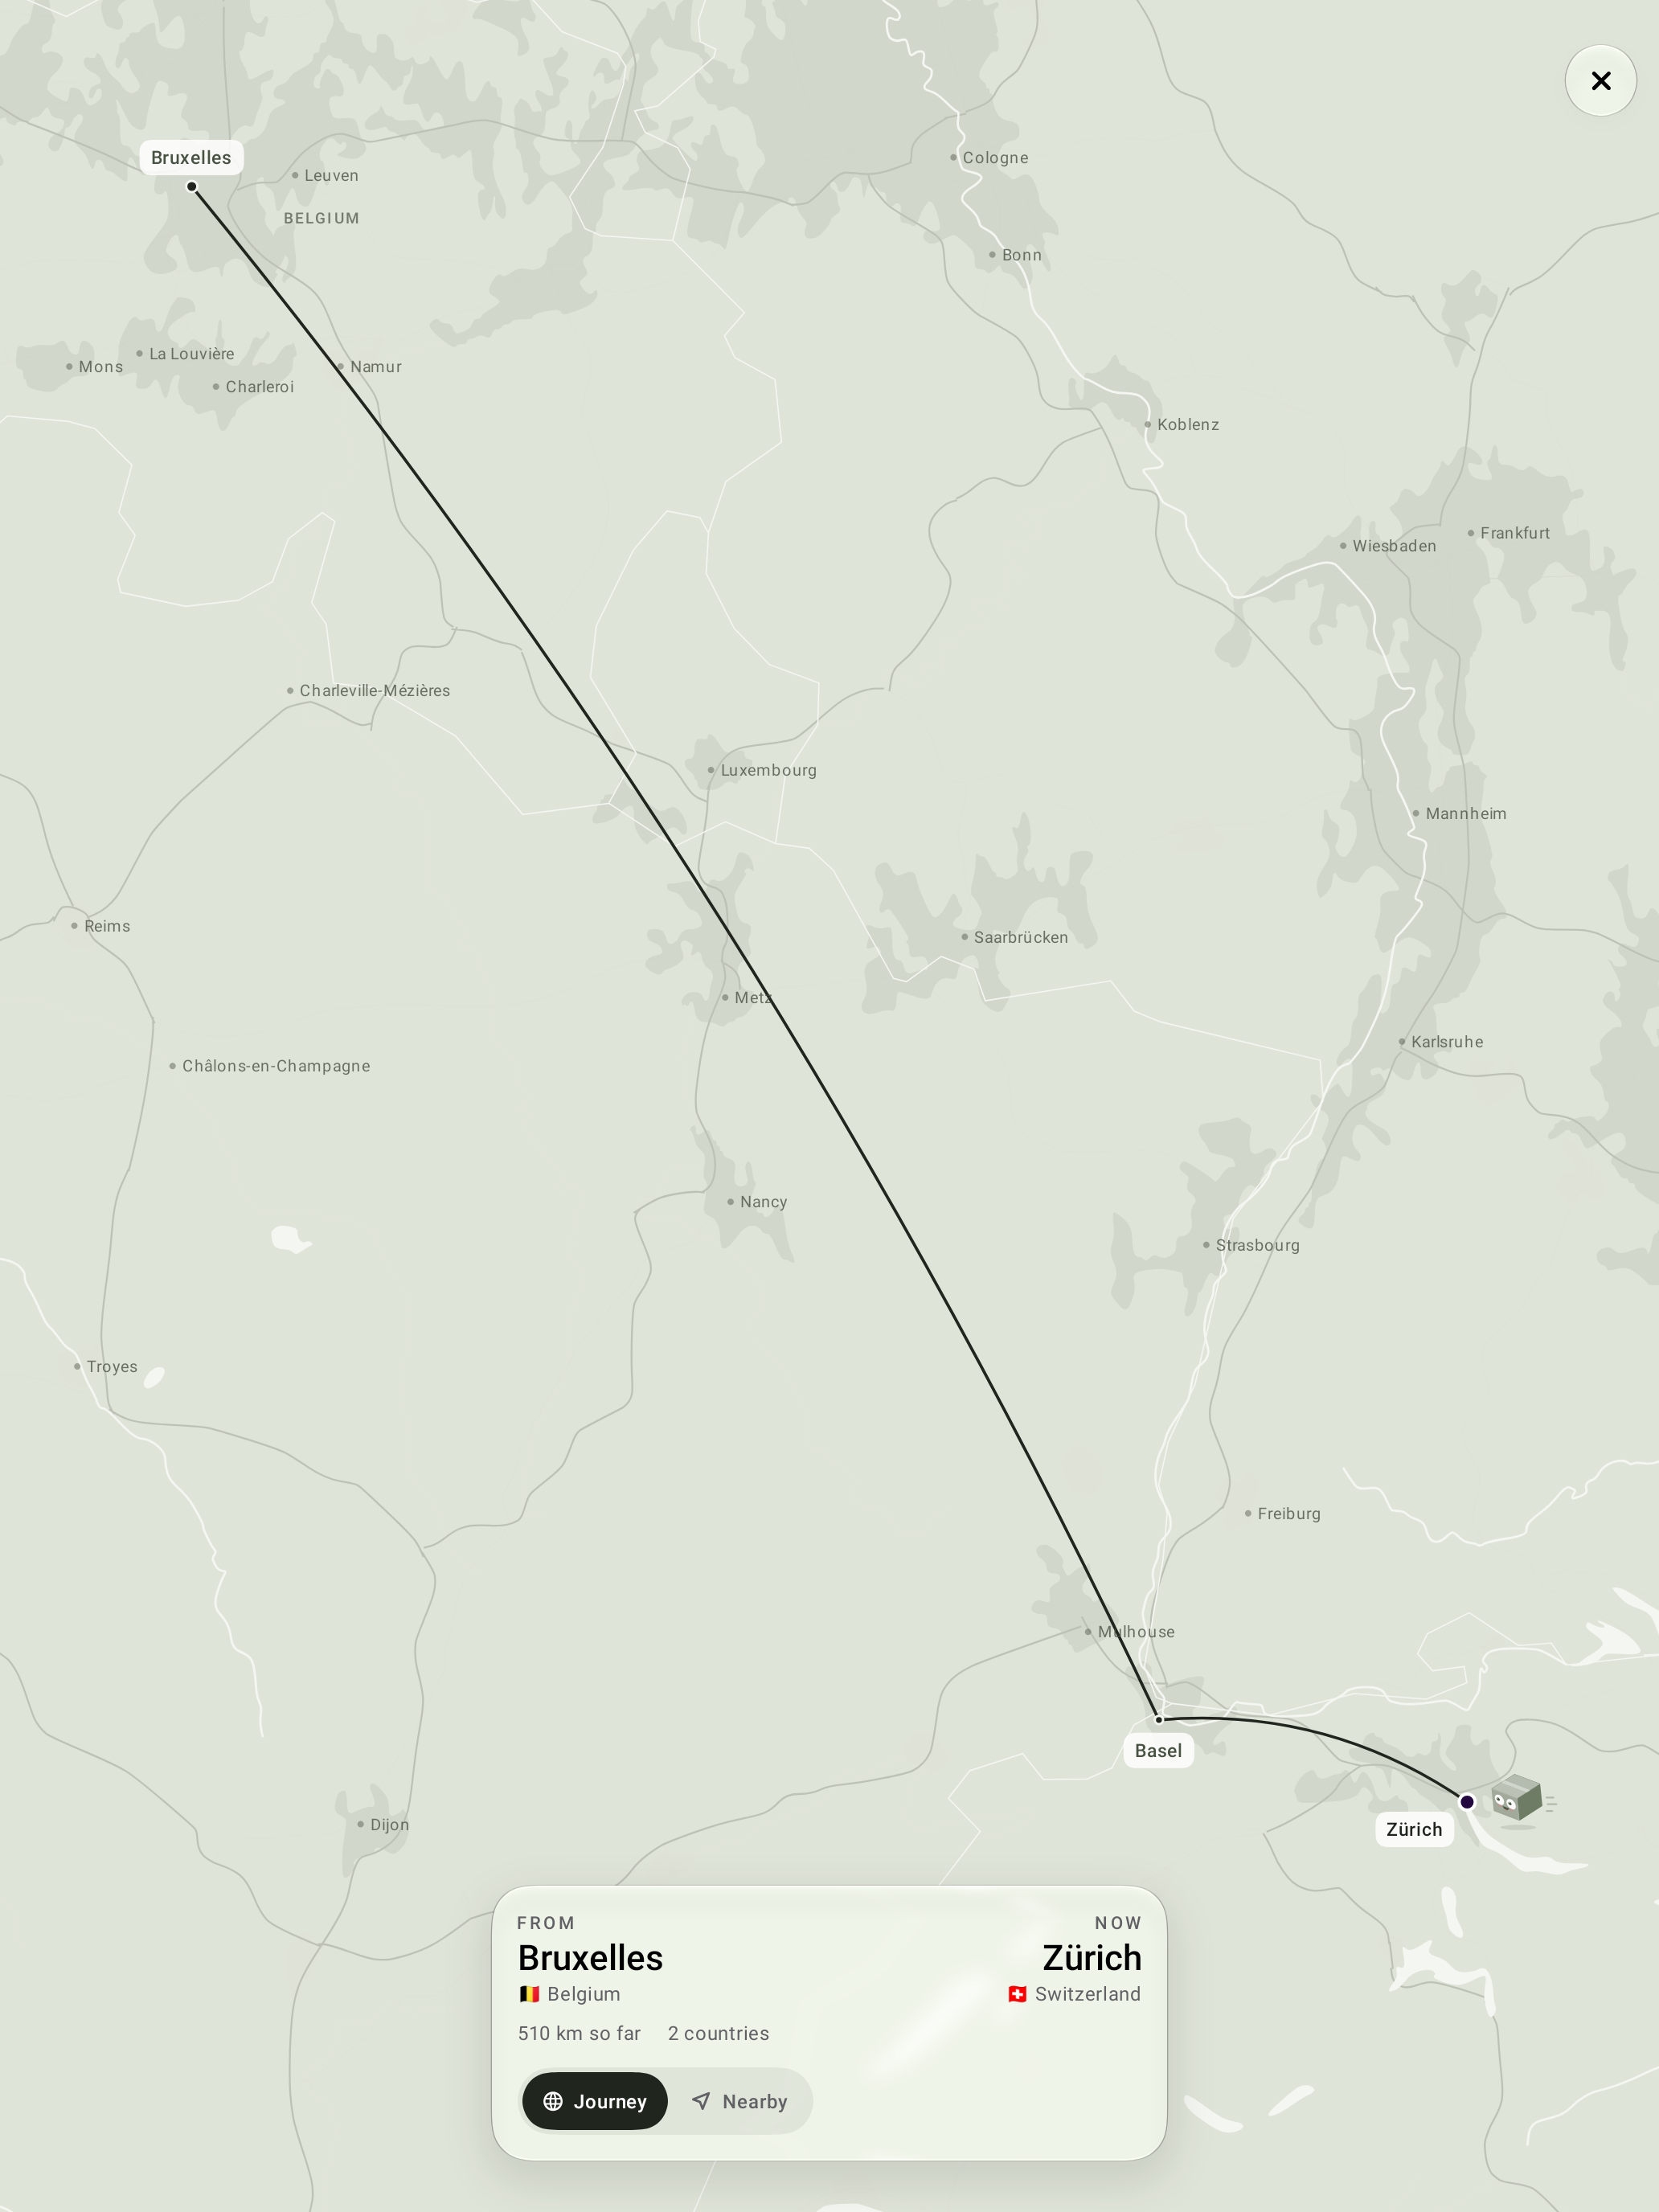 Bruxelles
Cologne
Leuven
BELGIUM
Bonn
La Louvière
Mons
Namur
Charleroi
Koblenz
Frankfurt
Wiesbaden
Charleville-Mézières
Luxembourg
Mannheim
Reims
Saarbrücken
Metz
Karlsruhe
Châlons-en-Champagne
Nancy
Strasbourg
Troyes
Freiburg
Mulhouse
Basel
Dijon
Zürich
FROM
NOW
Bruxelles
Zürich
Belgium
Switzerland
510 km so far 2 countries
Journey Nearby